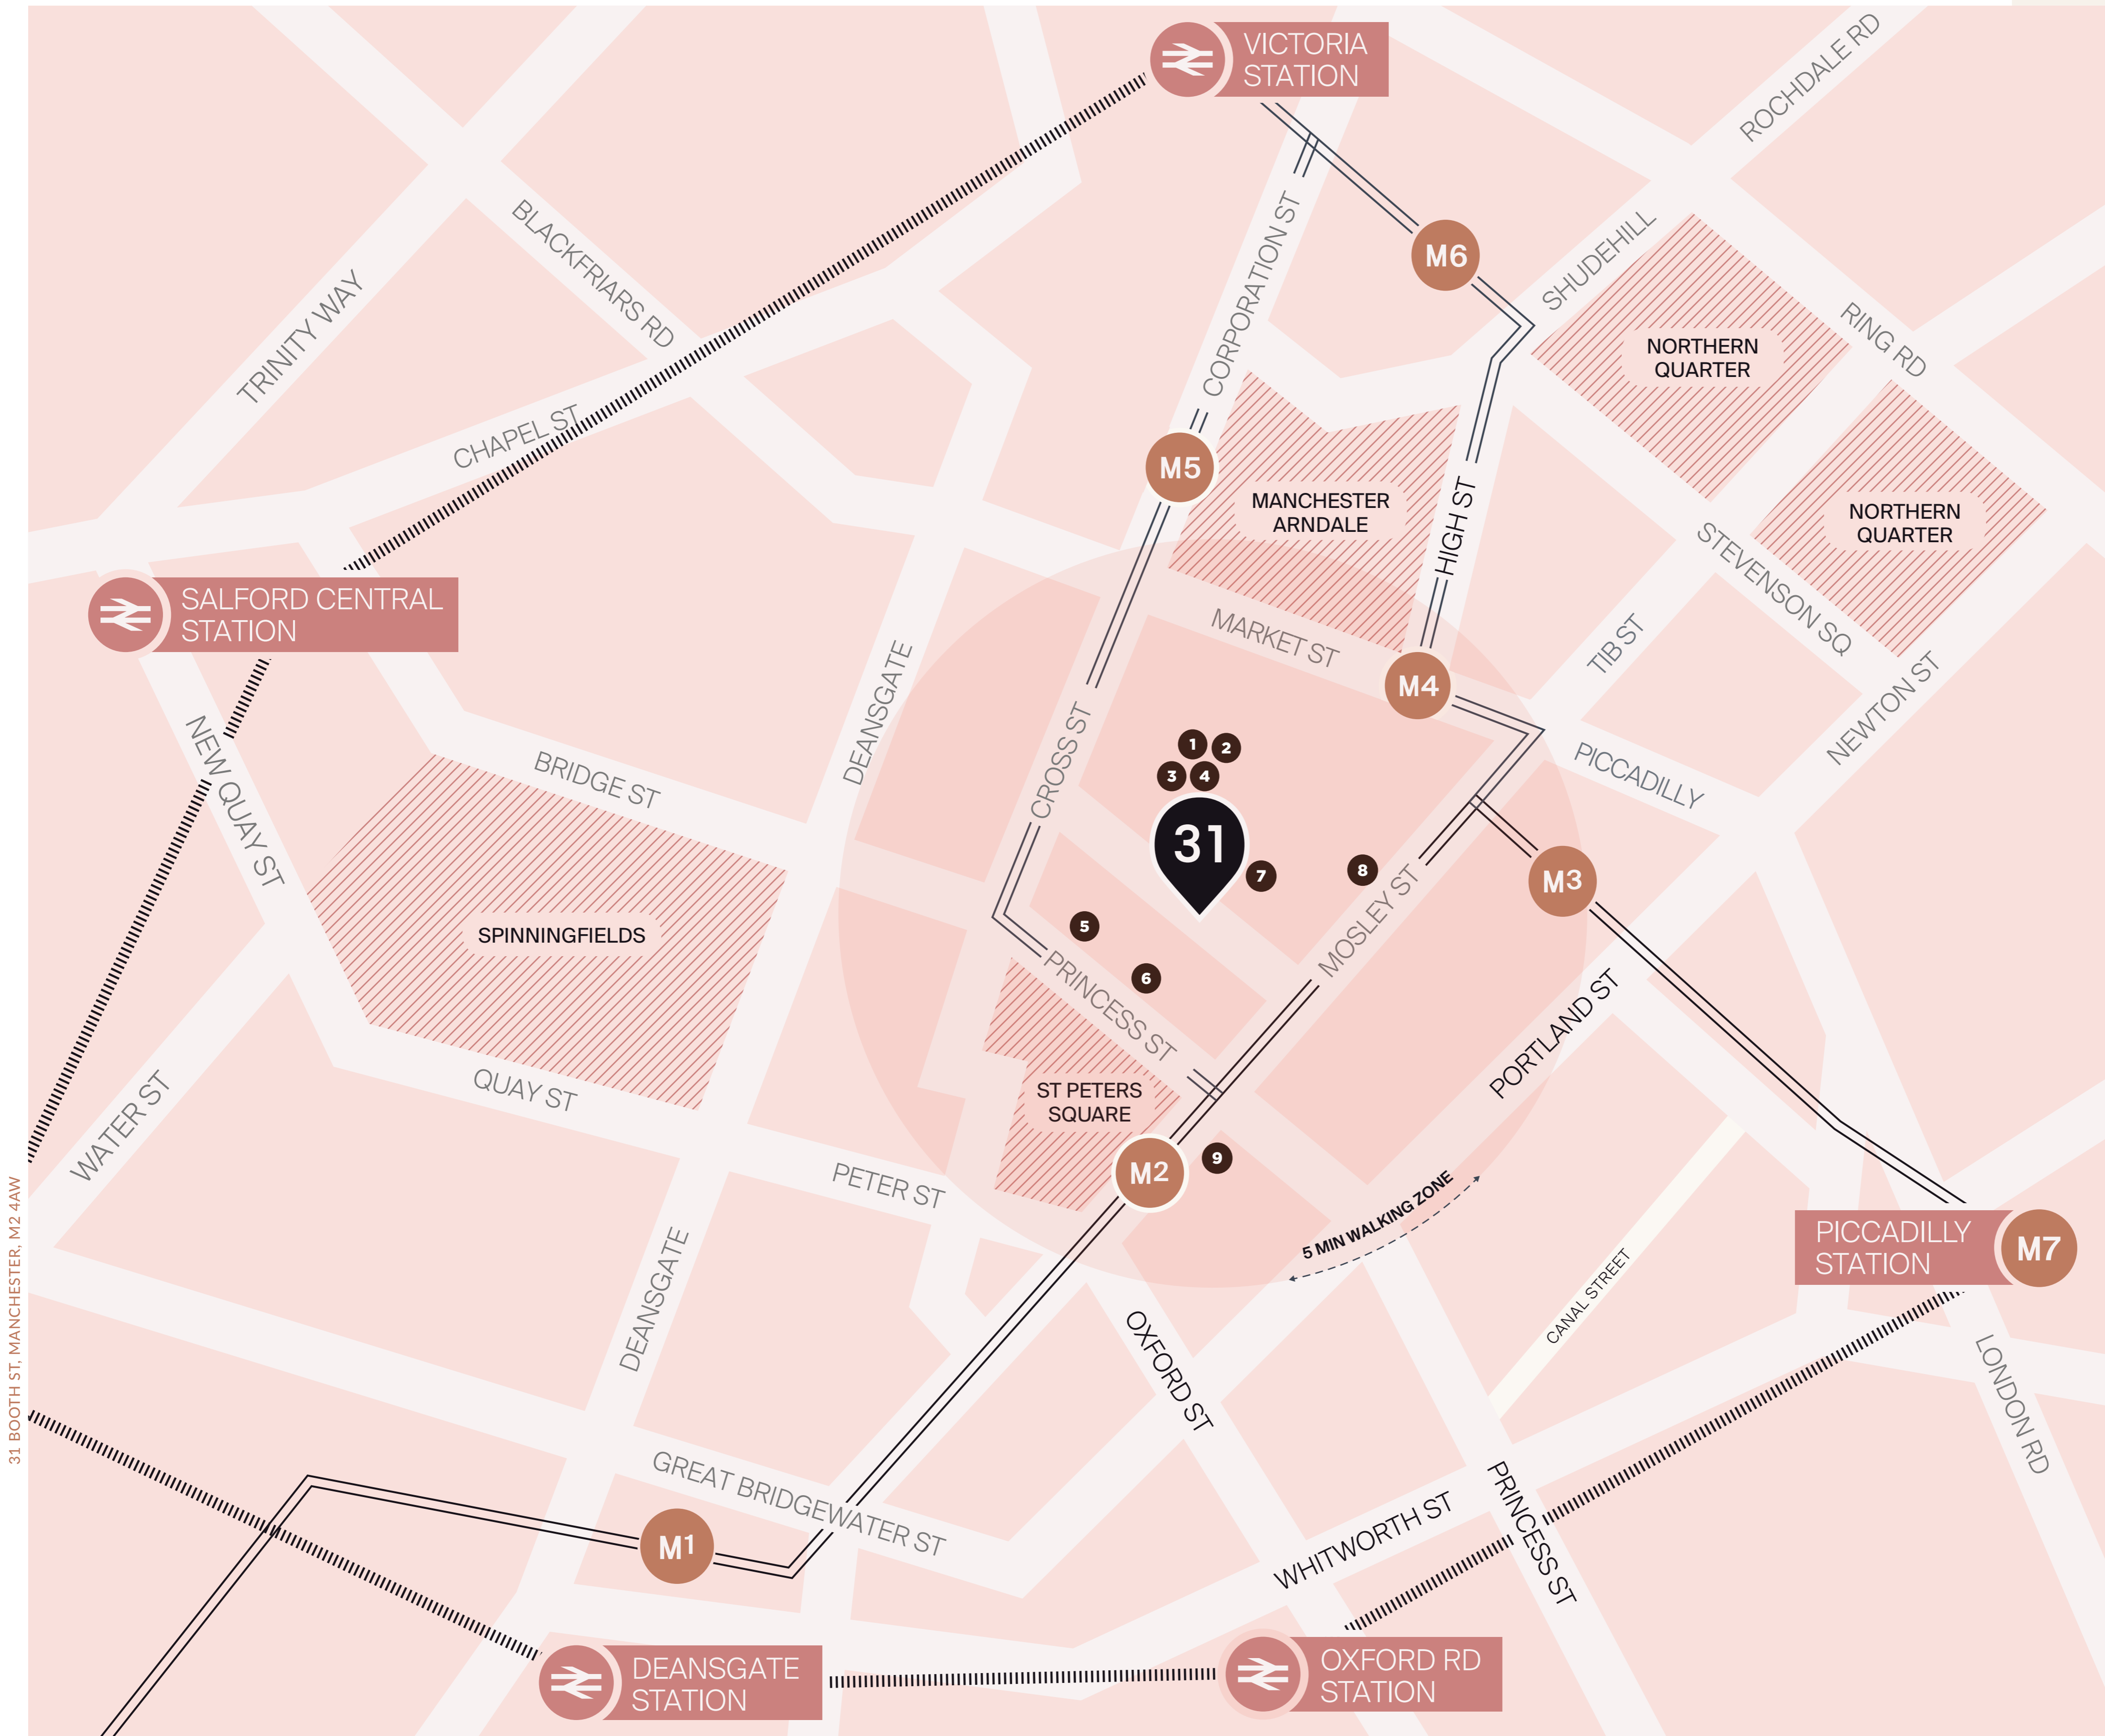 VICTORIA
STATION
ROCHDALE RD
BLACKFRIARS RD
CORPORATION ST
M6
SHUDEHILL
TRINITY WAY
RING RD
NORTHERN
QUARTER
CHAPEL ST
M5
MANCHESTER
ARNDALE
HIGH ST
NORTHERN
QUARTER
STEVENSON SQ
SALFORD CENTRAL
STATION
MARKET ST
TIB ST
M4
NEWTON ST
DEANSGATE
NEW QUAY ST
BRIDGE ST
CROSS ST
1
2
3
4
PICCADILLY
31
7
8
M3
MOSLEY ST
5
6
SPINNINGFIELDS
PRINCESS ST
PORTLAND ST
QUAY ST
ST PETERS
SQUARE
WATER ST
M2
9
PETER ST
5 MIN WALKING ZONE
PICCADILLY
STATION
M7
CANAL STREET
DEANSGATE
OXFORD ST
LONDON RD
31 BOOTH ST, MANCHESTER, M2 4AW
GREAT BRIDGEWATER ST
M1
WHITWORTH ST
PRINCESS ST
DEANSGATE
STATION
OXFORD RD
STATION